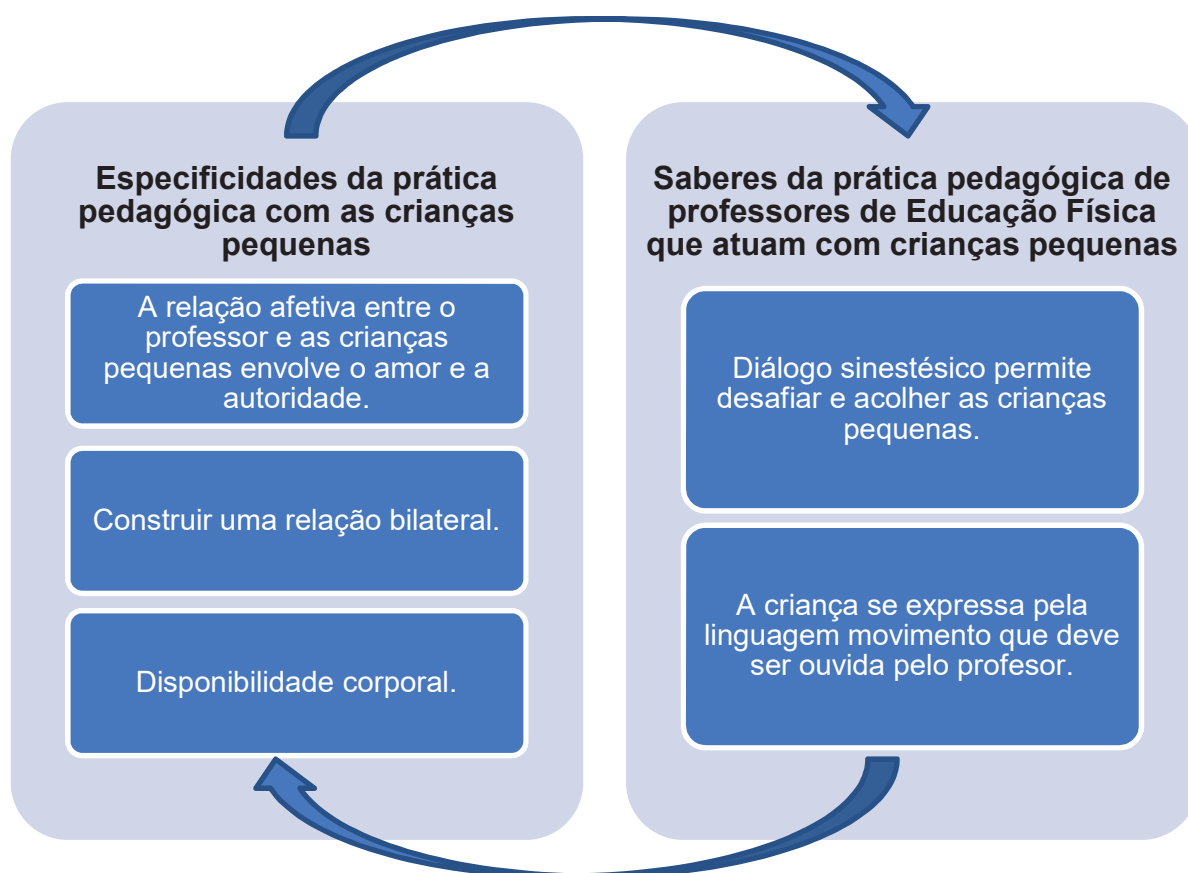 Especificidades da prática
pedagógica com as crianças
pequenas
A relação afetiva entre o
professor e as crianças
pequenas envolve o amor e a
autoridade.
Construir uma relação bilateral.
Disponibilidade corporal.
Saberes da prática pedagógica de
professores de Educação Física
que atuam com crianças pequenas
Diálogo sinestésico permite
desafiar e acolher as crianças
pequenas.
A criança se expressa pela
linguagem movimento que deve
ser ouvida pelo profesor.